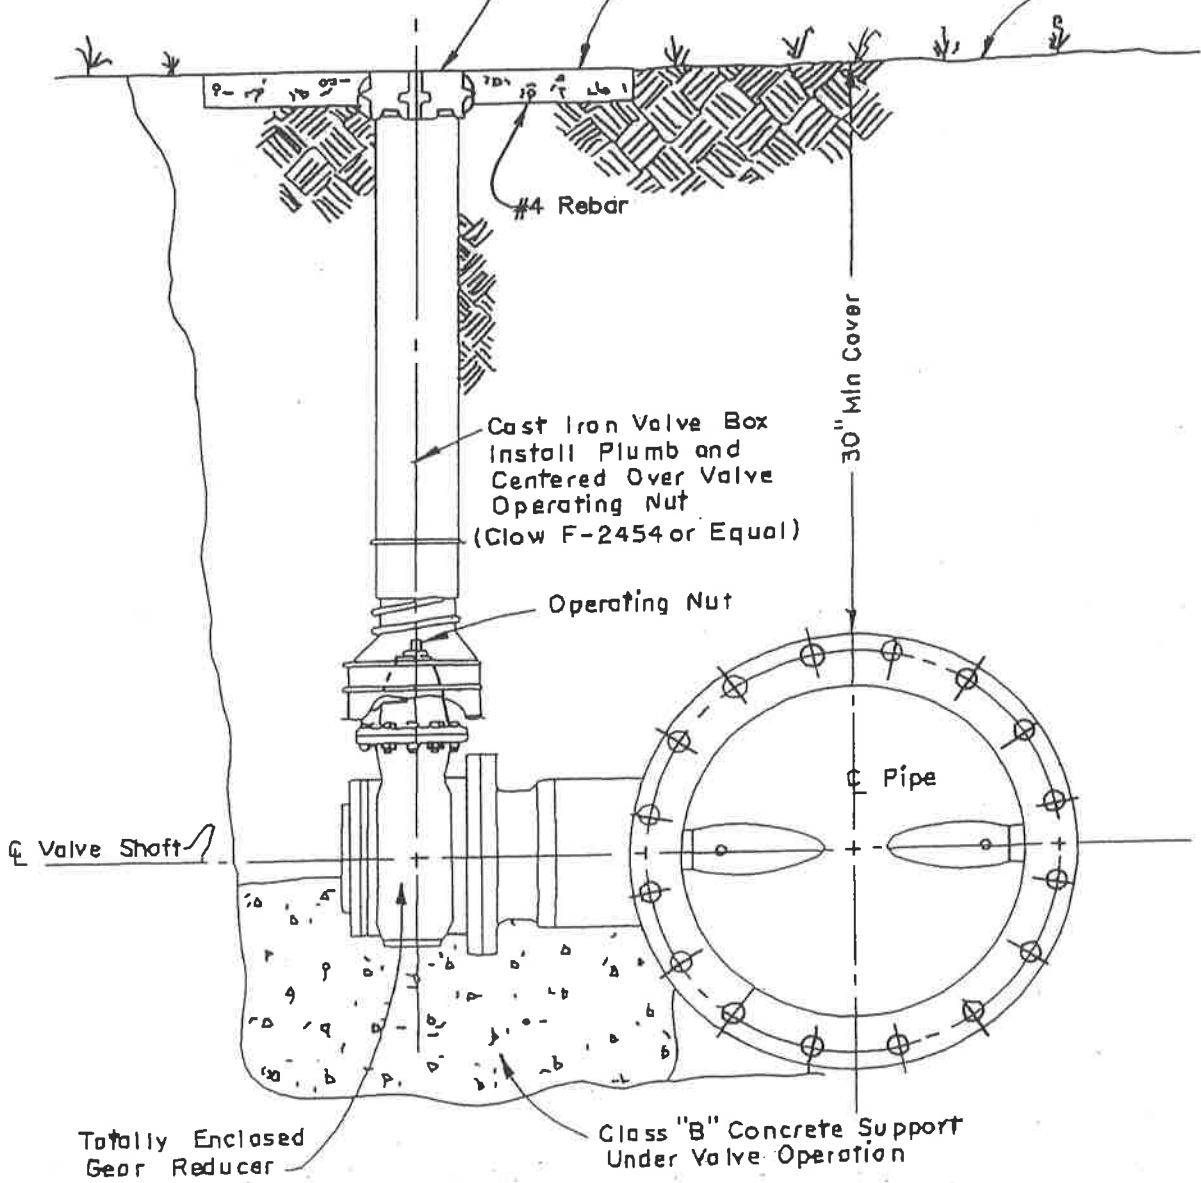 #4 Rebar
30" Min Cover
Cast Iron Valve Box
Install Plumb and
Centered Over Valve
Operating Nut
(Clow F-2454 or Equal)
Operating Nut
℄ Pipe
℄ Valve Shaft
Totally Enclosed
Gear Reducer
Class "B" Concrete Support
Under Valve Operation